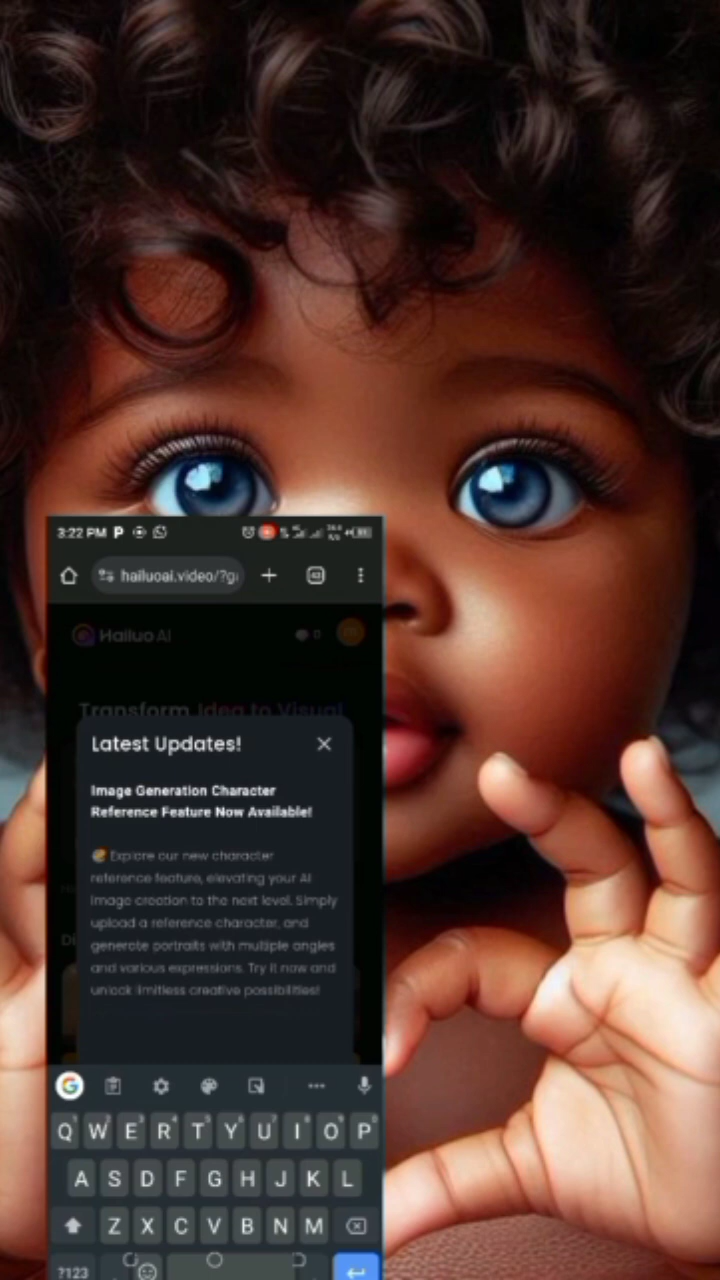 3:22 PM P
hailuoai.video/?g
Hailuo AI 0
Transform Idea to Visual
Latest Updates!
Image Generation Character
Reference Feature Now Available!
Explore our new character
reference feature, elevating your AI
image creation to the next level. Simply
upload a reference character, and
generate portraits with multiple angles
and various expressions. Try it now and
unlock limitless creative possibilities!
Di
G
Q W E R T Y U I O P
A S D F G H J K L
Z X C V B N M
?123